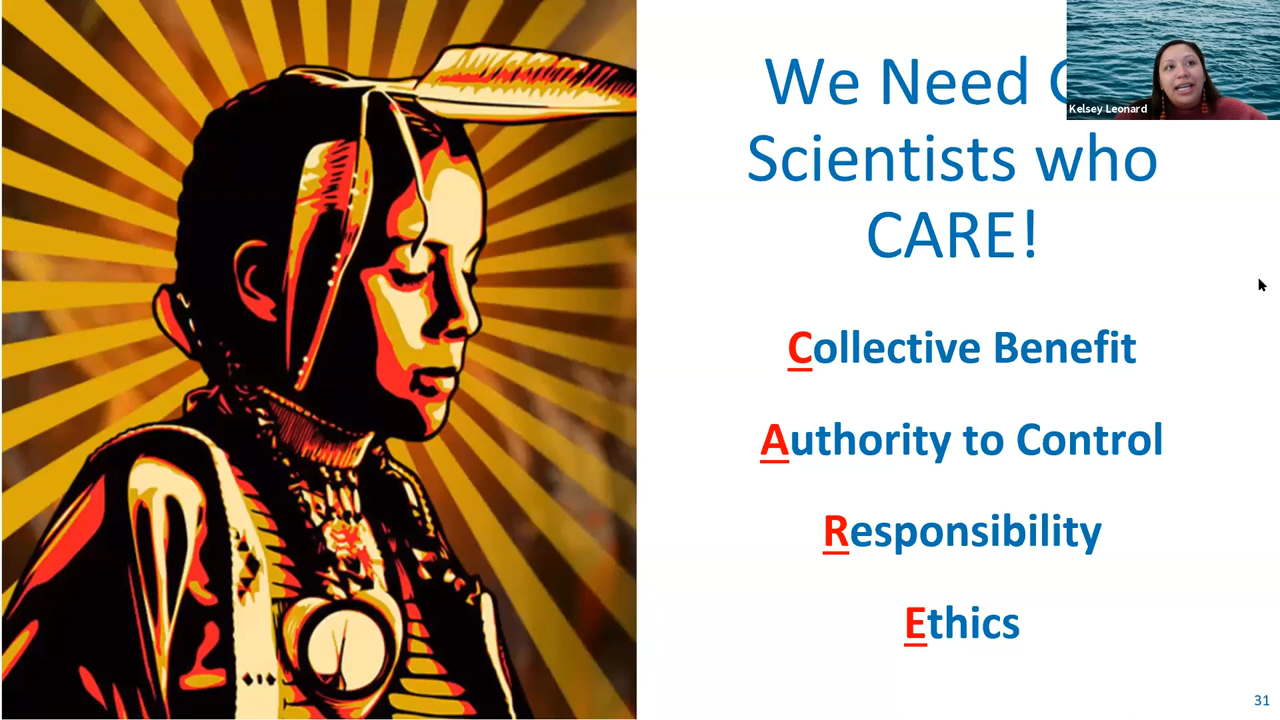 We Need
Scientists who
CARE!
Kelsey Leonard
Collective Benefit
Authority to Control
Responsibility
Ethics
31